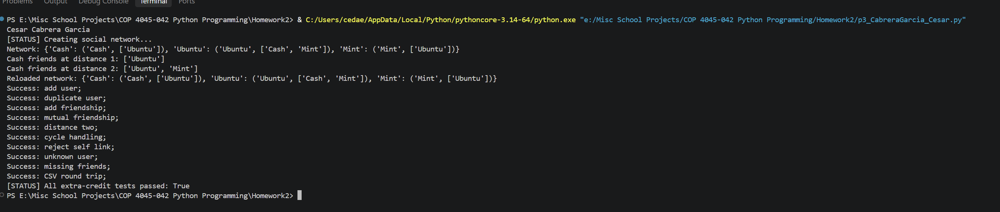 Problems Output Debug Console Terminal Ports
PS E:\Misc School Projects\COP 4045-042 Python Programming\Homework2> & C:/Users/cedae/AppData/Local/Python/pythoncore-3.14-64/python.exe "e:/Misc School Projects/COP 4045-042 Python Programming/Homework2/p3_CabreraGarcia_Cesar.py"
Cesar Cabrera Garcia
[STATUS] Creating social network...
Network: {'Cash': ('Cash', ['Ubuntu']), 'Ubuntu': ('Ubuntu', ['Cash', 'Mint']), 'Mint': ('Mint', ['Ubuntu'])}
Cash friends at distance 1: ['Ubuntu']
Cash friends at distance 2: ['Ubuntu', 'Mint']
Reloaded network: {'Cash': ('Cash', ['Ubuntu']), 'Ubuntu': ('Ubuntu', ['Cash', 'Mint']), 'Mint': ('Mint', ['Ubuntu'])}
Success: add user;
Success: duplicate user;
Success: add friendship;
Success: mutual friendship;
Success: distance two;
Success: cycle handling;
Success: reject self link;
Success: unknown user;
Success: missing friends;
Success: CSV round trip;
[STATUS] All extra-credit tests passed: True
PS E:\Misc School Projects\COP 4045-042 Python Programming\Homework2>